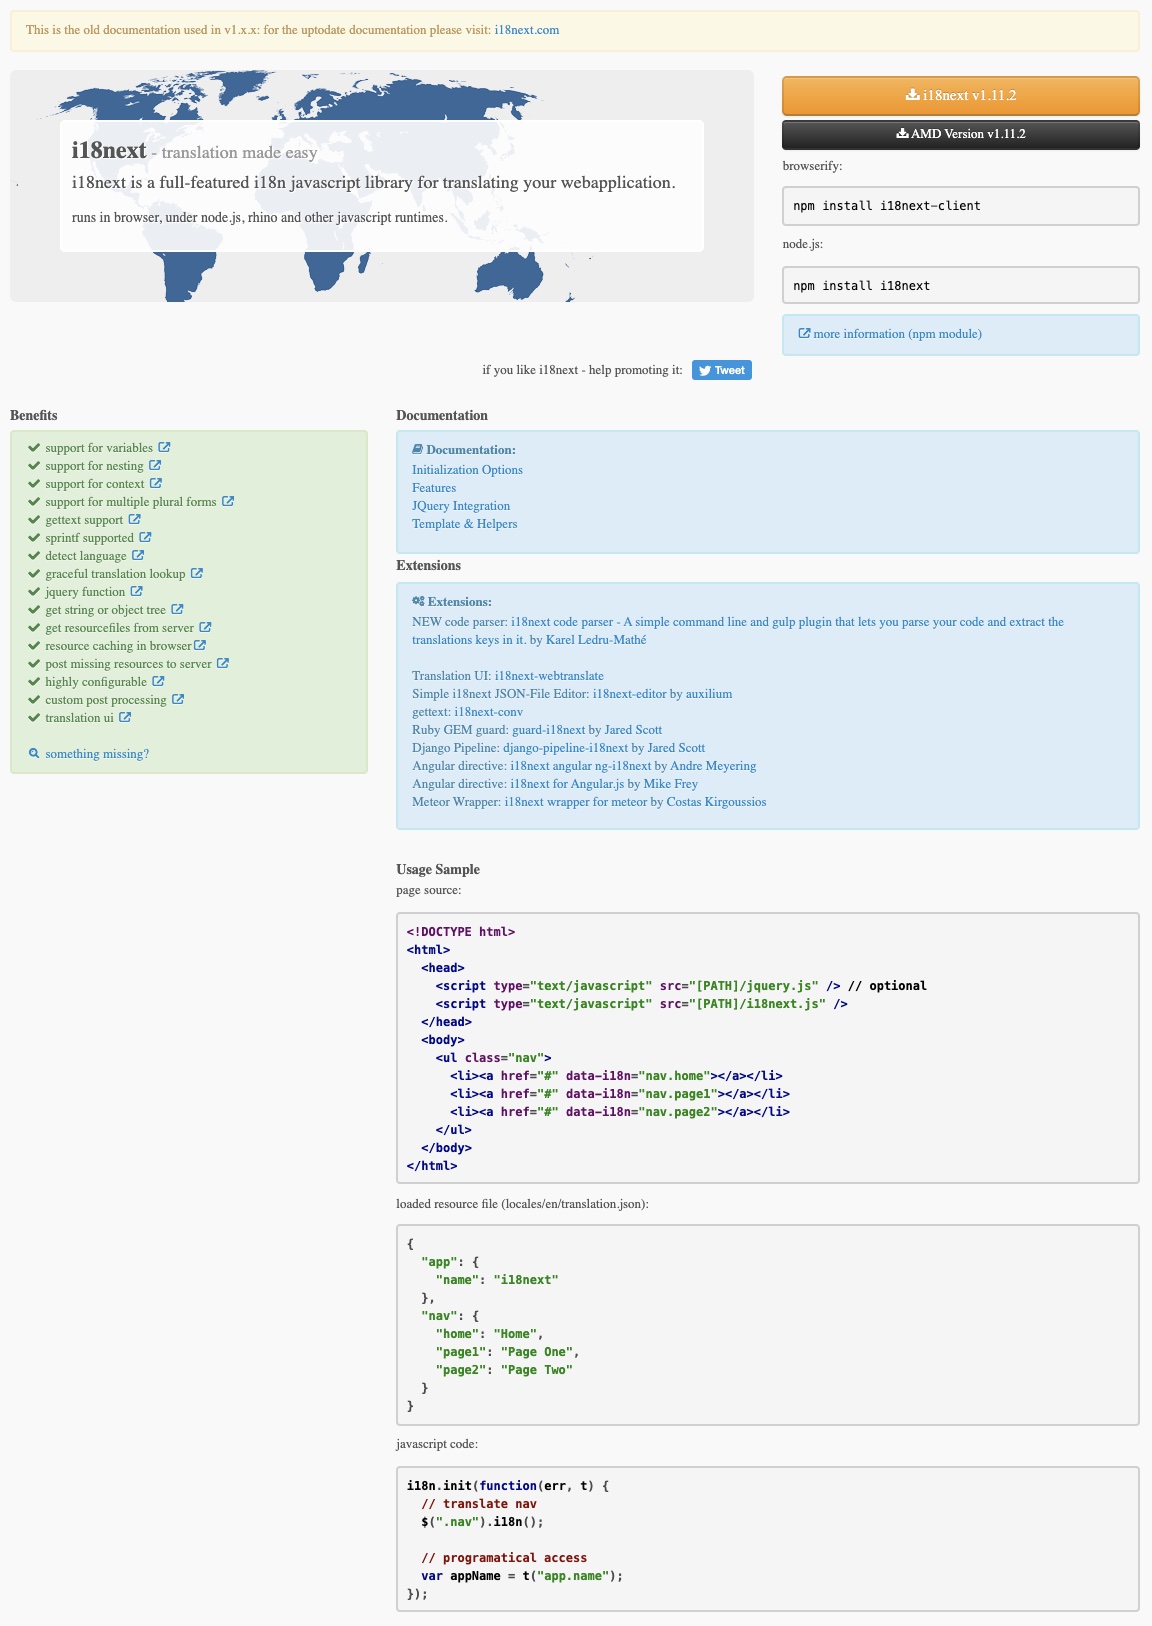 This is the old documentation used in v1.x.x: for the uptodate documentation please visit: i18next.com
i18next - translation made easy
i18next is a full-featured i18n javascript library for translating your webapplication.
runs in browser, under node.js, rhino and other javascript runtimes.
i18next v1.11.2
AMD Version v1.11.2
browserify:
npm install i18next-client
node.js:
npm install i18next
more information (npm module)
if you like i18next - help promoting it: Tweet
Benefits
support for variables
support for nesting
support for context
support for multiple plural forms
gettext support
sprintf supported
detect language
graceful translation lookup
jquery function
get string or object tree
get resourcefiles from server
resource caching in browser
post missing resources to server
highly configurable
custom post processing
translation ui
something missing?
Documentation
Documentation:
Initialization Options
Features
JQuery Integration
Template & Helpers
Extensions
Extensions:
NEW code parser: i18next code parser - A simple command line and gulp plugin that lets you parse your code and extract the
translations keys in it. by Karel Ledru-Mathé
Translation UI: i18next-webtranslate
Simple i18next JSON-File Editor: i18next-editor by auxilium
gettext: i18next-conv
Ruby GEM guard: guard-i18next by Jared Scott
Django Pipeline: django-pipeline-i18next by Jared Scott
Angular directive: i18next angular ng-i18next by Andre Meyering
Angular directive: i18next for Angular.js by Mike Frey
Meteor Wrapper: i18next wrapper for meteor by Costas Kirgoussios
Usage Sample
page source:
<!DOCTYPE html>
<html>
  <head>
    <script type="text/javascript" src="[PATH]/jquery.js" /> // optional
    <script type="text/javascript" src="[PATH]/i18next.js" />
  </head>
  <body>
    <ul class="nav">
      <li><a href="#" data-i18n="nav.home"></a></li>
      <li><a href="#" data-i18n="nav.page1"></a></li>
      <li><a href="#" data-i18n="nav.page2"></a></li>
    </ul>
  </body>
</html>
loaded resource file (locales/en/translation.json):
{
  "app": {
    "name": "i18next"
  },
  "nav": {
    "home": "Home",
    "page1": "Page One",
    "page2": "Page Two"
  }
}
javascript code:
i18n.init(function(err, t) {
  // translate nav
  $(".nav").i18n();
  // programatical access
  var appName = t("app.name");
});